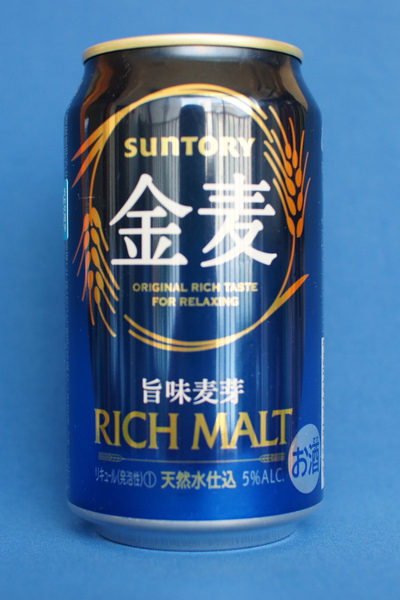 SUNTORY
金麦
ORIGINAL RICH TASTE
FOR RELAXING
旨味麦芽
RICH MALT
お酒
リキュール(発泡性)① 天然水仕込 5%ALC.